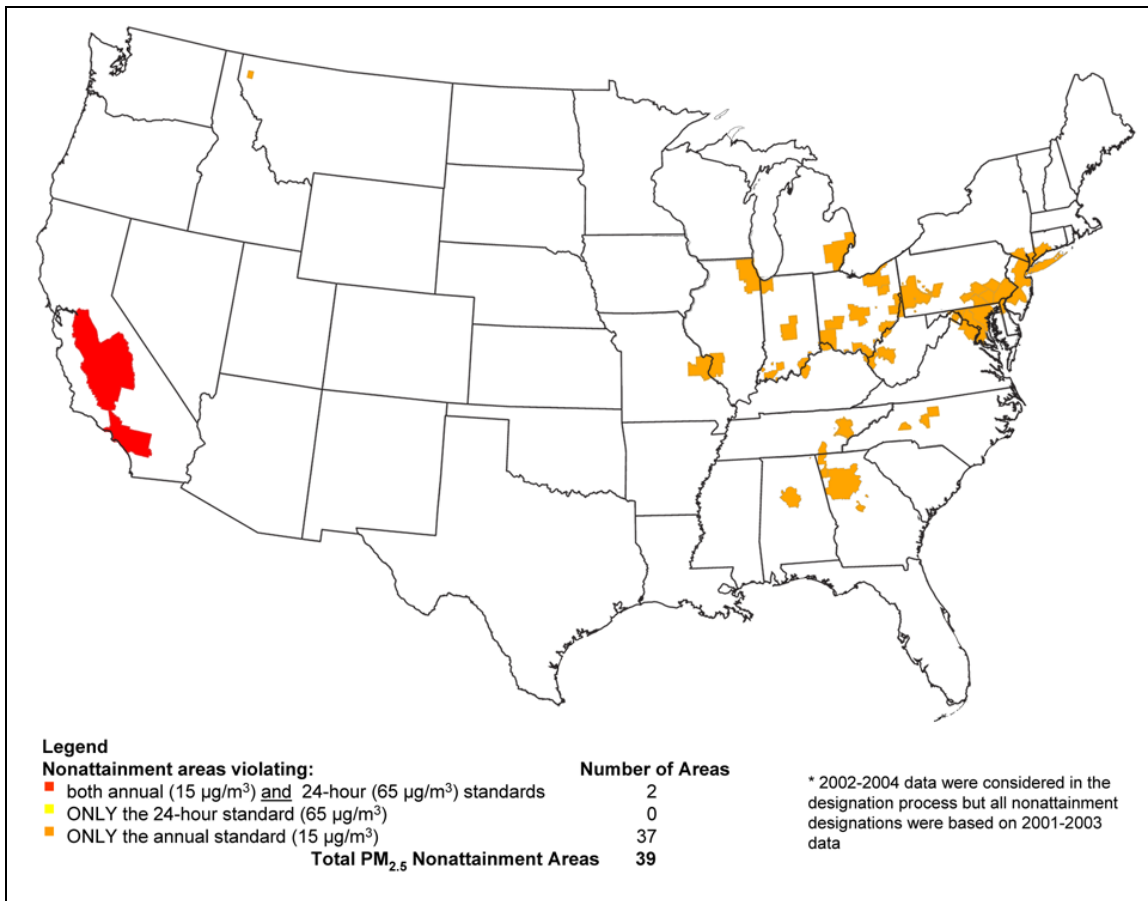 Legend
Nonattainment areas violating: Number of Areas
both annual (15 µg/m³) and 24-hour (65 µg/m³) standards 2
ONLY the 24-hour standard (65 µg/m³) 0
ONLY the annual standard (15 µg/m³) 37
Total PM₂.₅ Nonattainment Areas 39
* 2002-2004 data were considered in the
designation process but all nonattainment
designations were based on 2001-2003
data